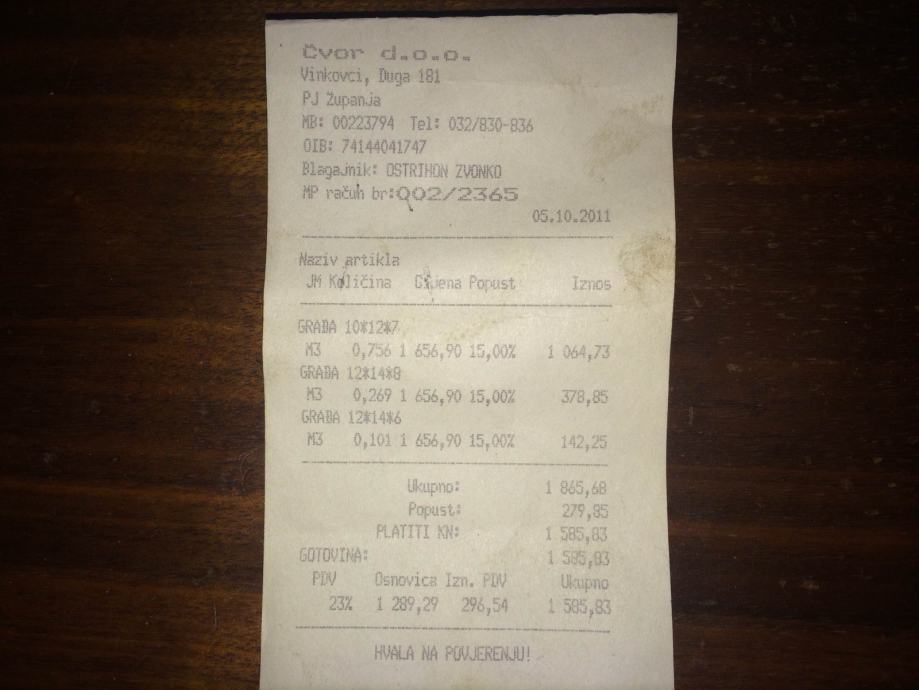 Čvor d.o.o.
Vinkovci, Duga 181
PJ Županja
MB: 00223794 Tel: 032/830-836
OIB: 74144041747
Blagajnik: OSTRIHON ZVONKO
MP račun br:002/2365
05.10.2011
Naziv artikla
JM Količina Cijena Popust Iznos
GRAĐA 10*12*7
M3 0,756 1 656,90 15,00% 1 064,73
GRAĐA 12*14*8
M3 0,269 1 656,90 15,00% 378,85
GRAĐA 12*14*6
M3 0,101 1 656,90 15,00% 142,25
Ukupno: 1 865,68
Popust: 279,85
PLATITI KN: 1 585,83
GOTOVINA: 1 585,83
PDV Osnovica Izn. PDV Ukupno
23% 1 289,29 296,54 1 585,83
HVALA NA POVJERENJU!